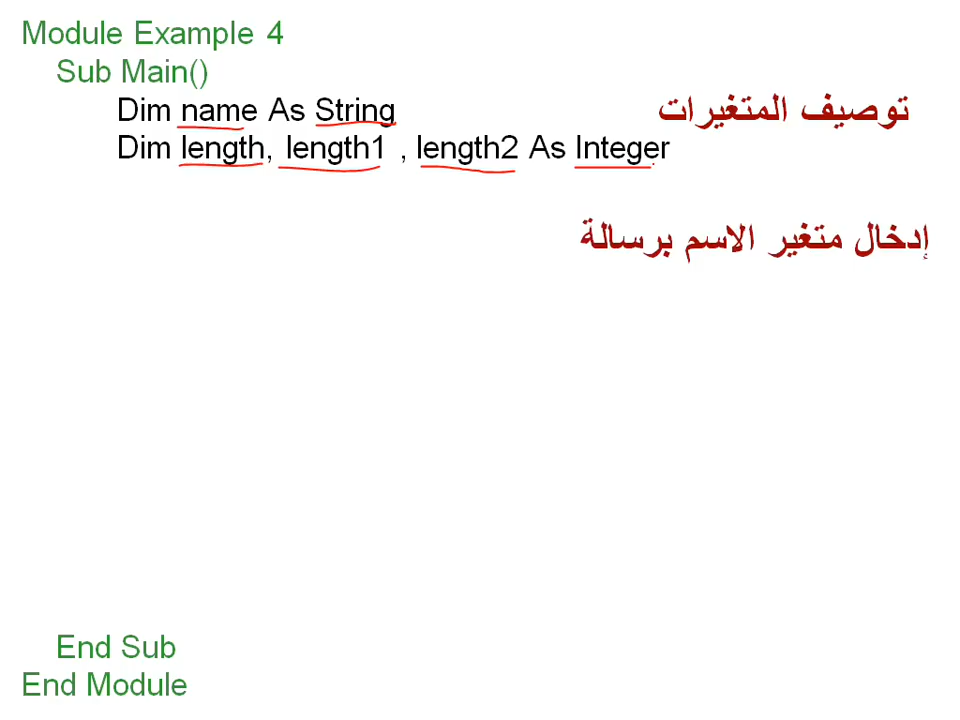 Module Example 4
Sub Main()
Dim name As String
توصيف المتغيرات
Dim length, length1 , length2 As Integer
إدخال متغير الاسم برسالة
End Sub
End Module